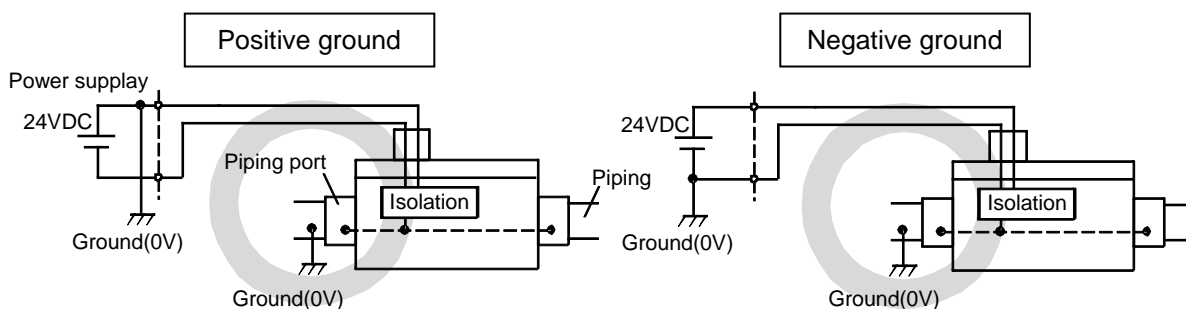 Positive ground
Power supplay
24VDC
Piping port
Piping
Isolation
Ground(0V)
Ground(0V)
Negative ground
24VDC
Isolation
Ground(0V)
Ground(0V)